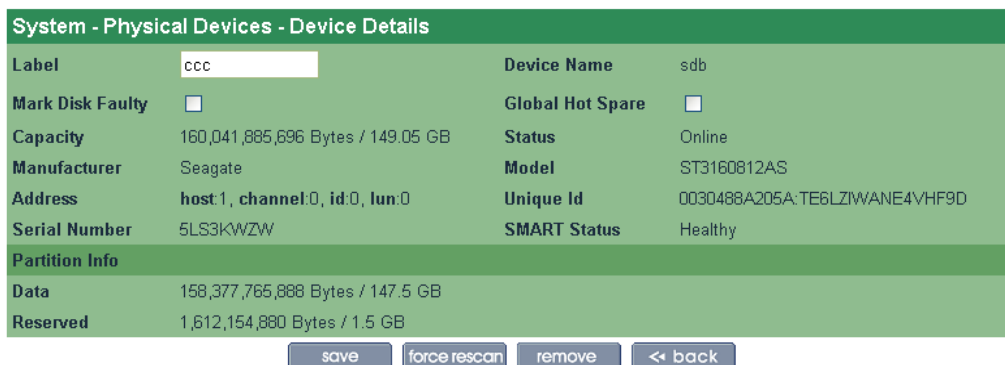 System - Physical Devices - Device Details
Label ccc Device Name sdb
Mark Disk Faulty Global Hot Spare
Capacity 160,041,885,696 Bytes / 149.05 GB Status Online
Manufacturer Seagate Model ST3160812AS
Address host:1, channel:0, id:0, lun:0 Unique Id 0030488A205A:TE6LZIWANE4VHF9D
Serial Number 5LS3KWZW SMART Status Healthy
Partition Info
Data 158,377,765,888 Bytes / 147.5 GB
Reserved 1,612,154,880 Bytes / 1.5 GB
save force rescan remove << back